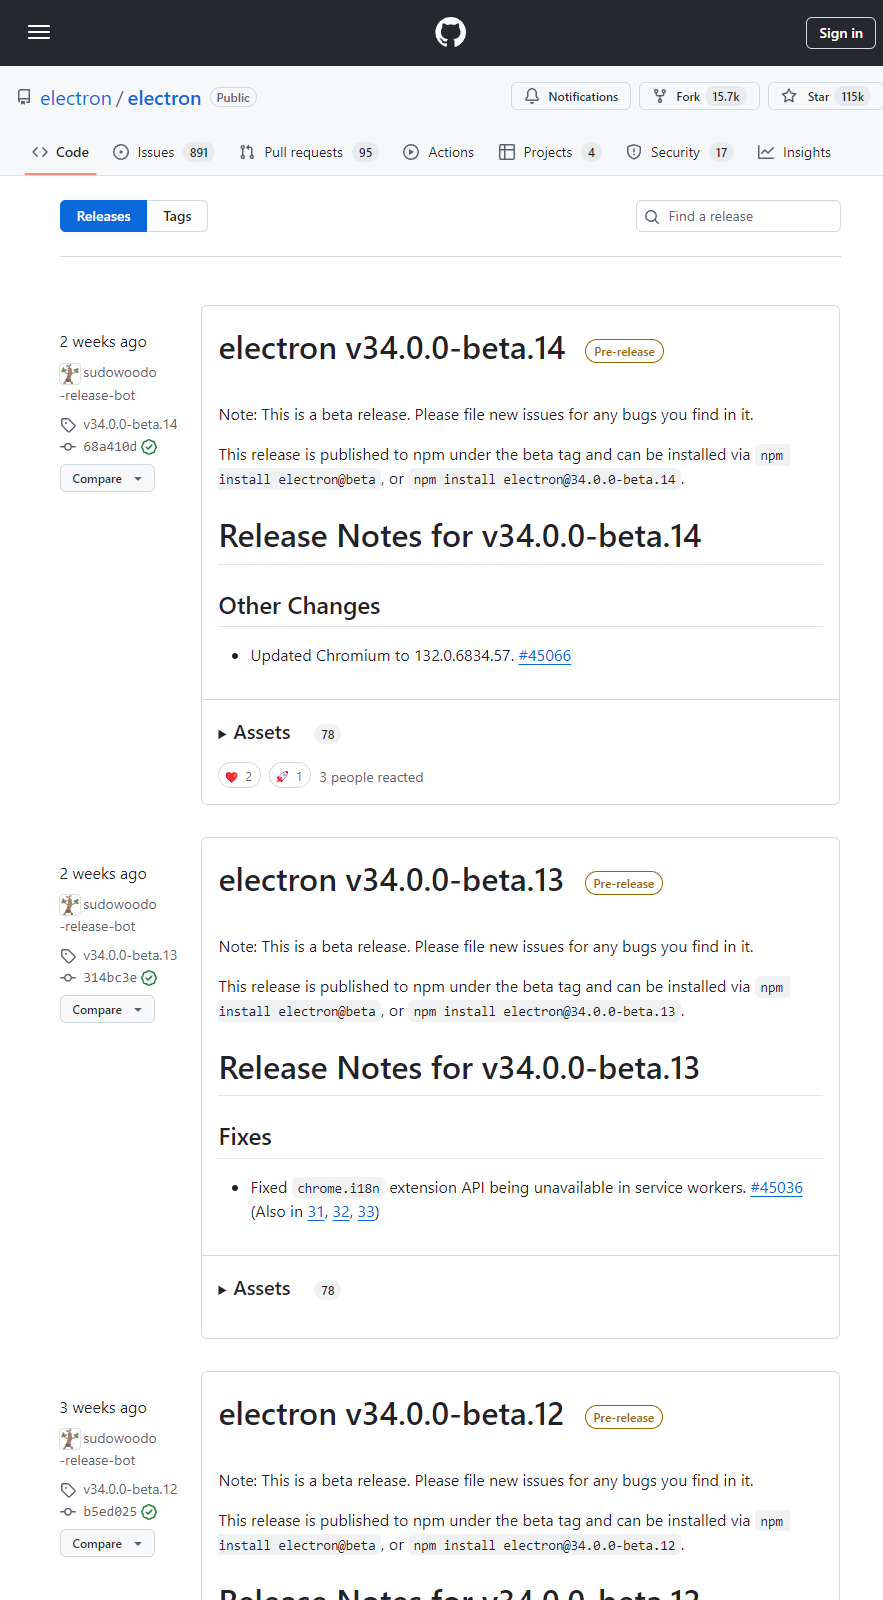 Sign in
electron / electron Public
Notifications Fork 15.7k Star 115k
Code Issues 891 Pull requests 95 Actions Projects 4 Security 17 Insights
Releases Tags Find a release
2 weeks ago
sudowoodo
-release-bot
v34.0.0-beta.14
68a410d
Compare
electron v34.0.0-beta.14 Pre-release
Note: This is a beta release. Please file new issues for any bugs you find in it.
This release is published to npm under the beta tag and can be installed via npm
install electron@beta, or npm install electron@34.0.0-beta.14.
Release Notes for v34.0.0-beta.14
Other Changes
• Updated Chromium to 132.0.6834.57. #45066
Assets 78
2 1 3 people reacted
2 weeks ago
sudowoodo
-release-bot
v34.0.0-beta.13
314bc3e
Compare
electron v34.0.0-beta.13 Pre-release
Note: This is a beta release. Please file new issues for any bugs you find in it.
This release is published to npm under the beta tag and can be installed via npm
install electron@beta, or npm install electron@34.0.0-beta.13.
Release Notes for v34.0.0-beta.13
Fixes
• Fixed chrome.i18n extension API being unavailable in service workers. #45036
(Also in 31, 32, 33)
Assets 78
3 weeks ago
sudowoodo
-release-bot
v34.0.0-beta.12
b5ed025
Compare
electron v34.0.0-beta.12 Pre-release
Note: This is a beta release. Please file new issues for any bugs you find in it.
This release is published to npm under the beta tag and can be installed via npm
install electron@beta, or npm install electron@34.0.0-beta.12.
Release Notes for v34.0.0-beta.12